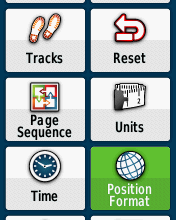 Tracks
Reset
Page
Sequence
Units
Time
Position
Format